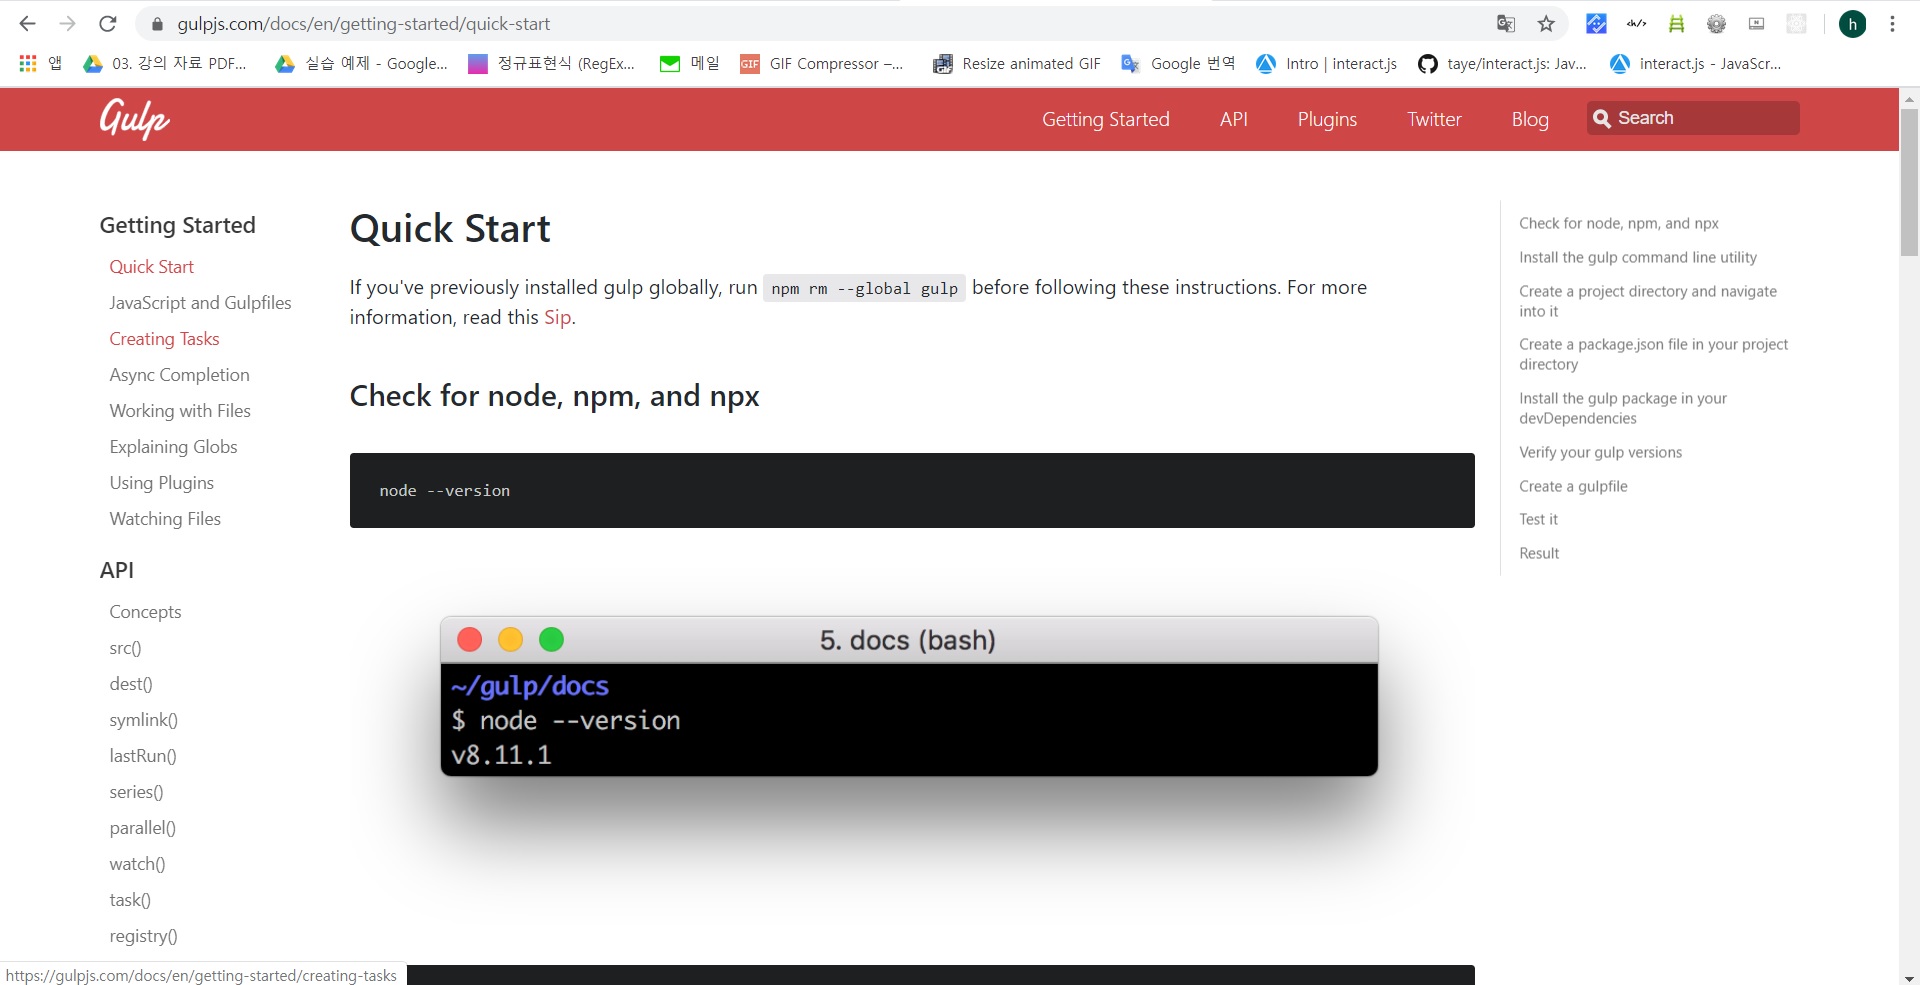 gulpjs.com/docs/en/getting-started/quick-start
h
앱
03. 강의 자료 PDF...
실습 예제 - Google...
정규표현식 (RegEx...
메일
GIF
GIF Compressor –...
Resize animated GIF
Google 번역
Intro | interact.js
taye/interact.js: Jav...
interact.js - JavaScr...
Gulp
Getting Started
API
Plugins
Twitter
Blog
Search
Getting Started
Quick Start
JavaScript and Gulpfiles
Creating Tasks
Async Completion
Working with Files
Explaining Globs
Using Plugins
Watching Files
API
Concepts
src()
dest()
symlink()
lastRun()
series()
parallel()
watch()
task()
registry()
Quick Start
If you've previously installed gulp globally, run npm rm --global gulp before following these instructions. For more
information, read this Sip.
Check for node, npm, and npx
node --version
5. docs (bash)
~/gulp/docs
$ node --version
v8.11.1
Check for node, npm, and npx
Install the gulp command line utility
Create a project directory and navigate
into it
Create a package.json file in your project
directory
Install the gulp package in your
devDependencies
Verify your gulp versions
Create a gulpfile
Test it
Result
https://gulpjs.com/docs/en/getting-started/creating-tasks